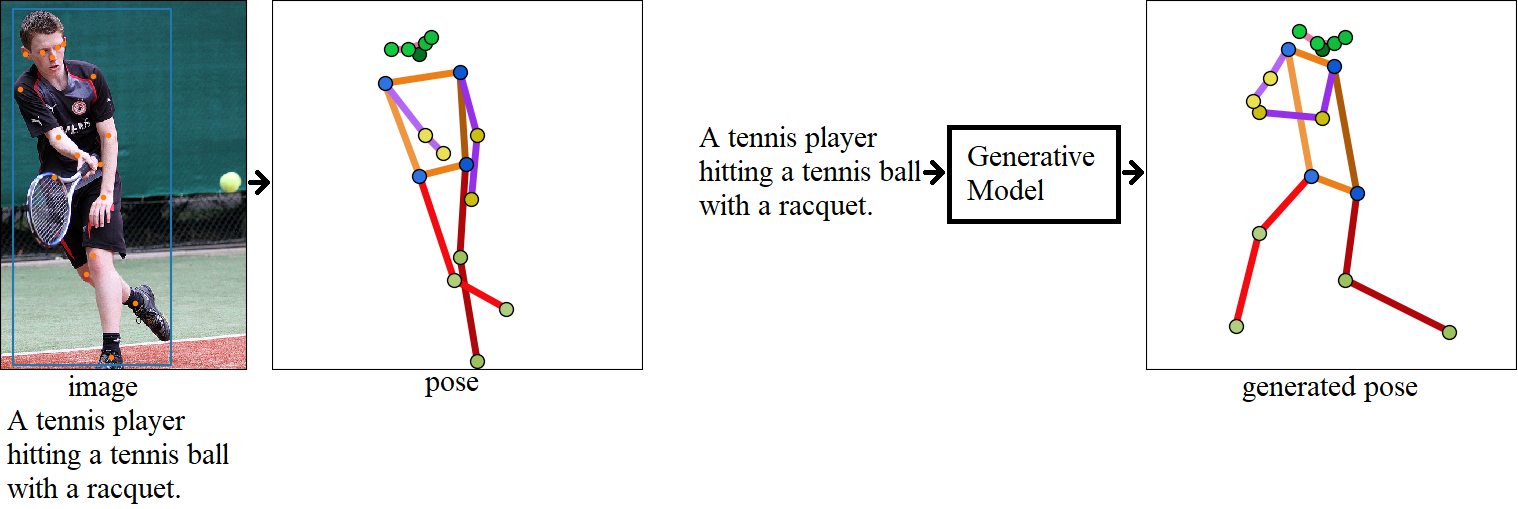 image
A tennis player
hitting a tennis ball
with a racquet.
pose
A tennis player
hitting a tennis ball
with a racquet.
Generative
Model
generated pose